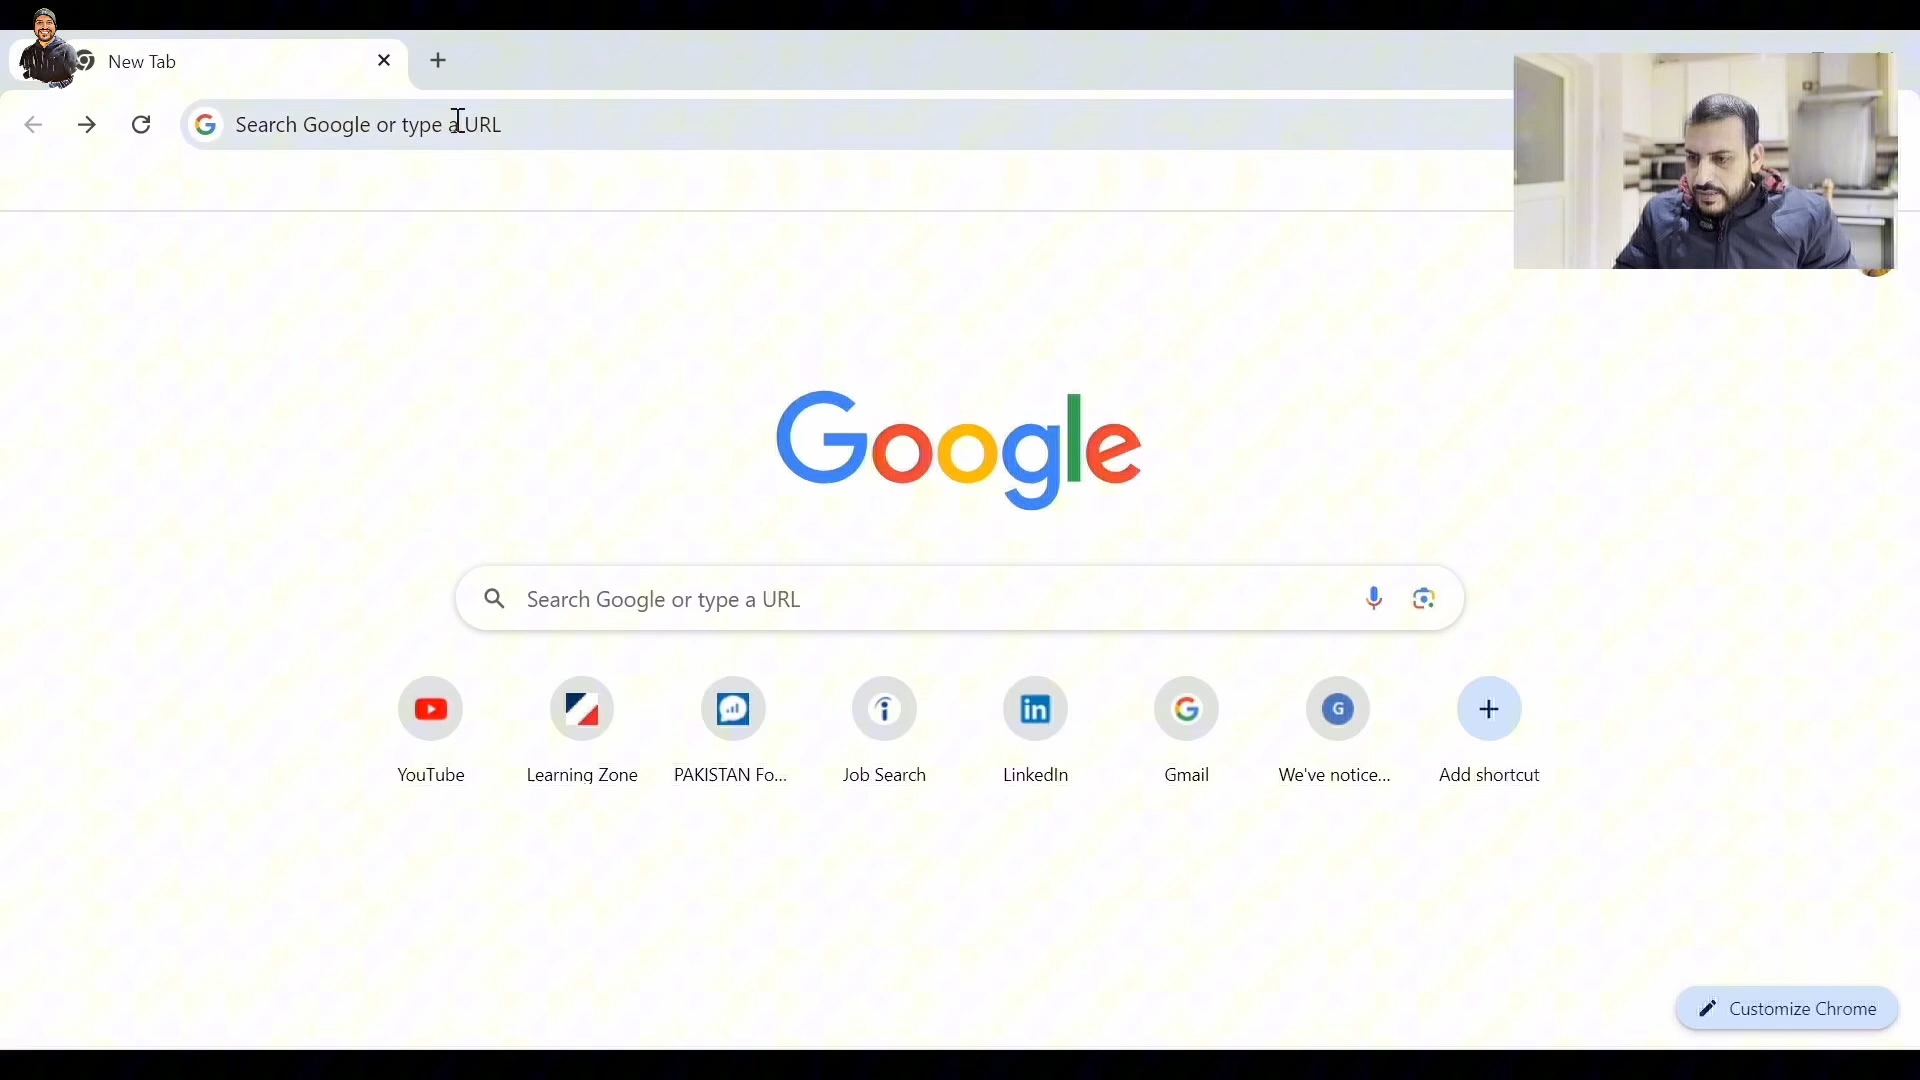 New Tab
Search Google or type a URL
Google
Search Google or type a URL
YouTube
Learning Zone
PAKISTAN Fo...
Job Search
LinkedIn
Gmail
G
We've notice...
Add shortcut
Customize Chrome